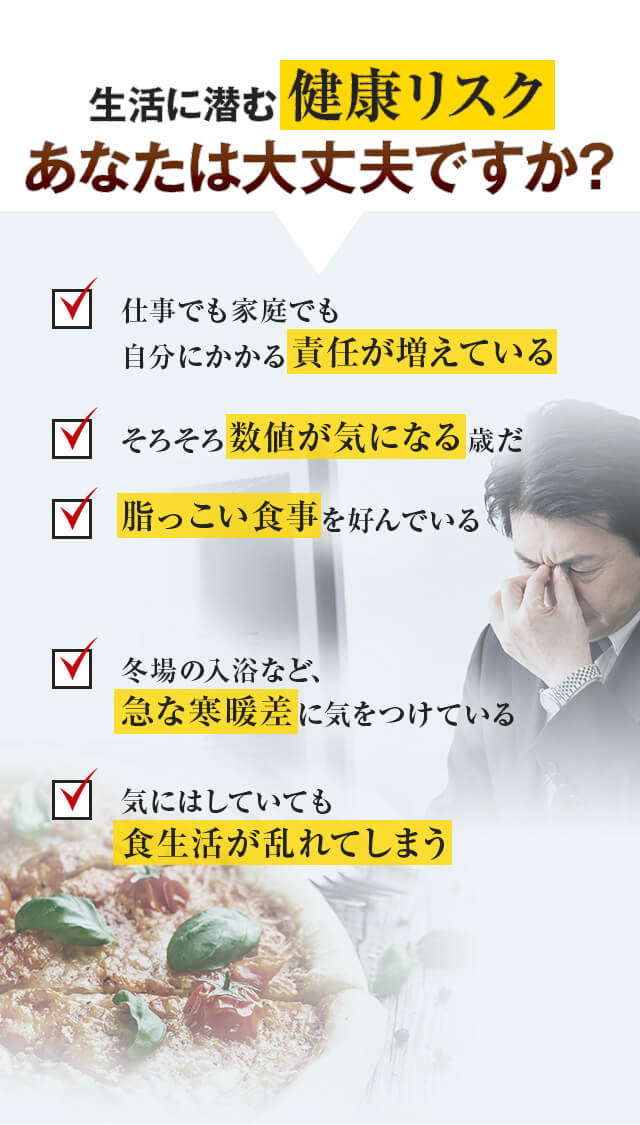 生活に潜む健康リスク
あなたは大丈夫ですか?
仕事でも家庭でも
自分にかかる責任が増えている
そろそろ数値が気になる歳だ
脂っこい食事を好んでいる
冬場の入浴など、
急な寒暖差に気をつけている
気にはしていても
食生活が乱れてしまう